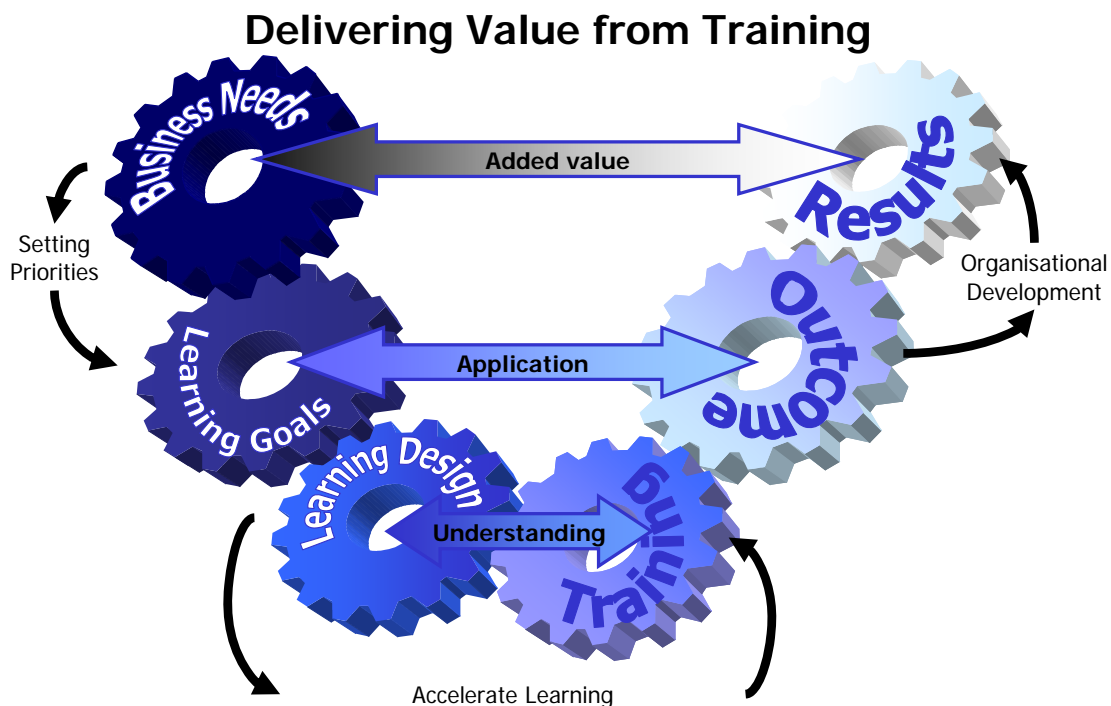 Delivering Value from Training
Business Needs
Added value
Results
Setting
Priorities
Organisational
Development
Learning Goals
Application
Outcome
Learning Design
Understanding
Training
Accelerate Learning